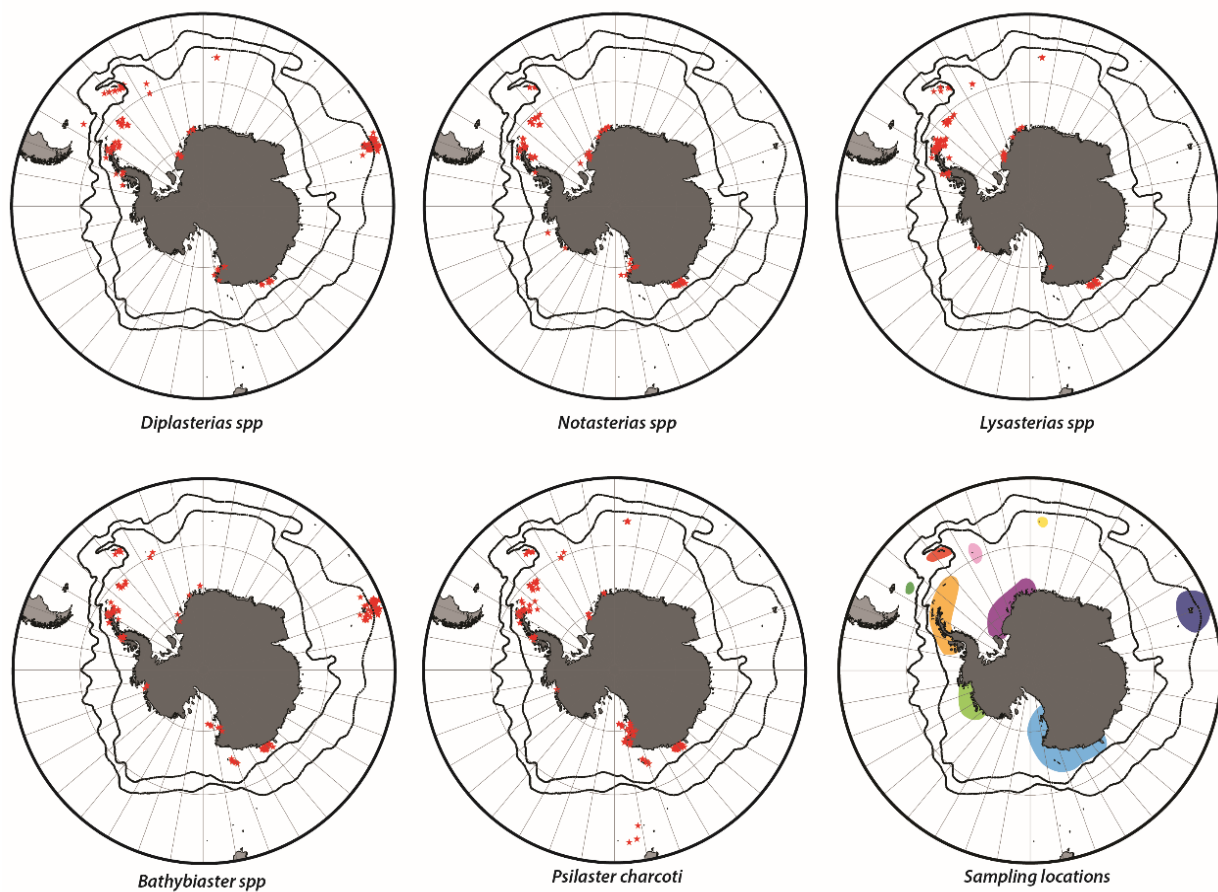 Diplasterias spp
Notasterias spp
Lysasterias spp
Bathybiaster spp
Psilaster charcoti
Sampling locations